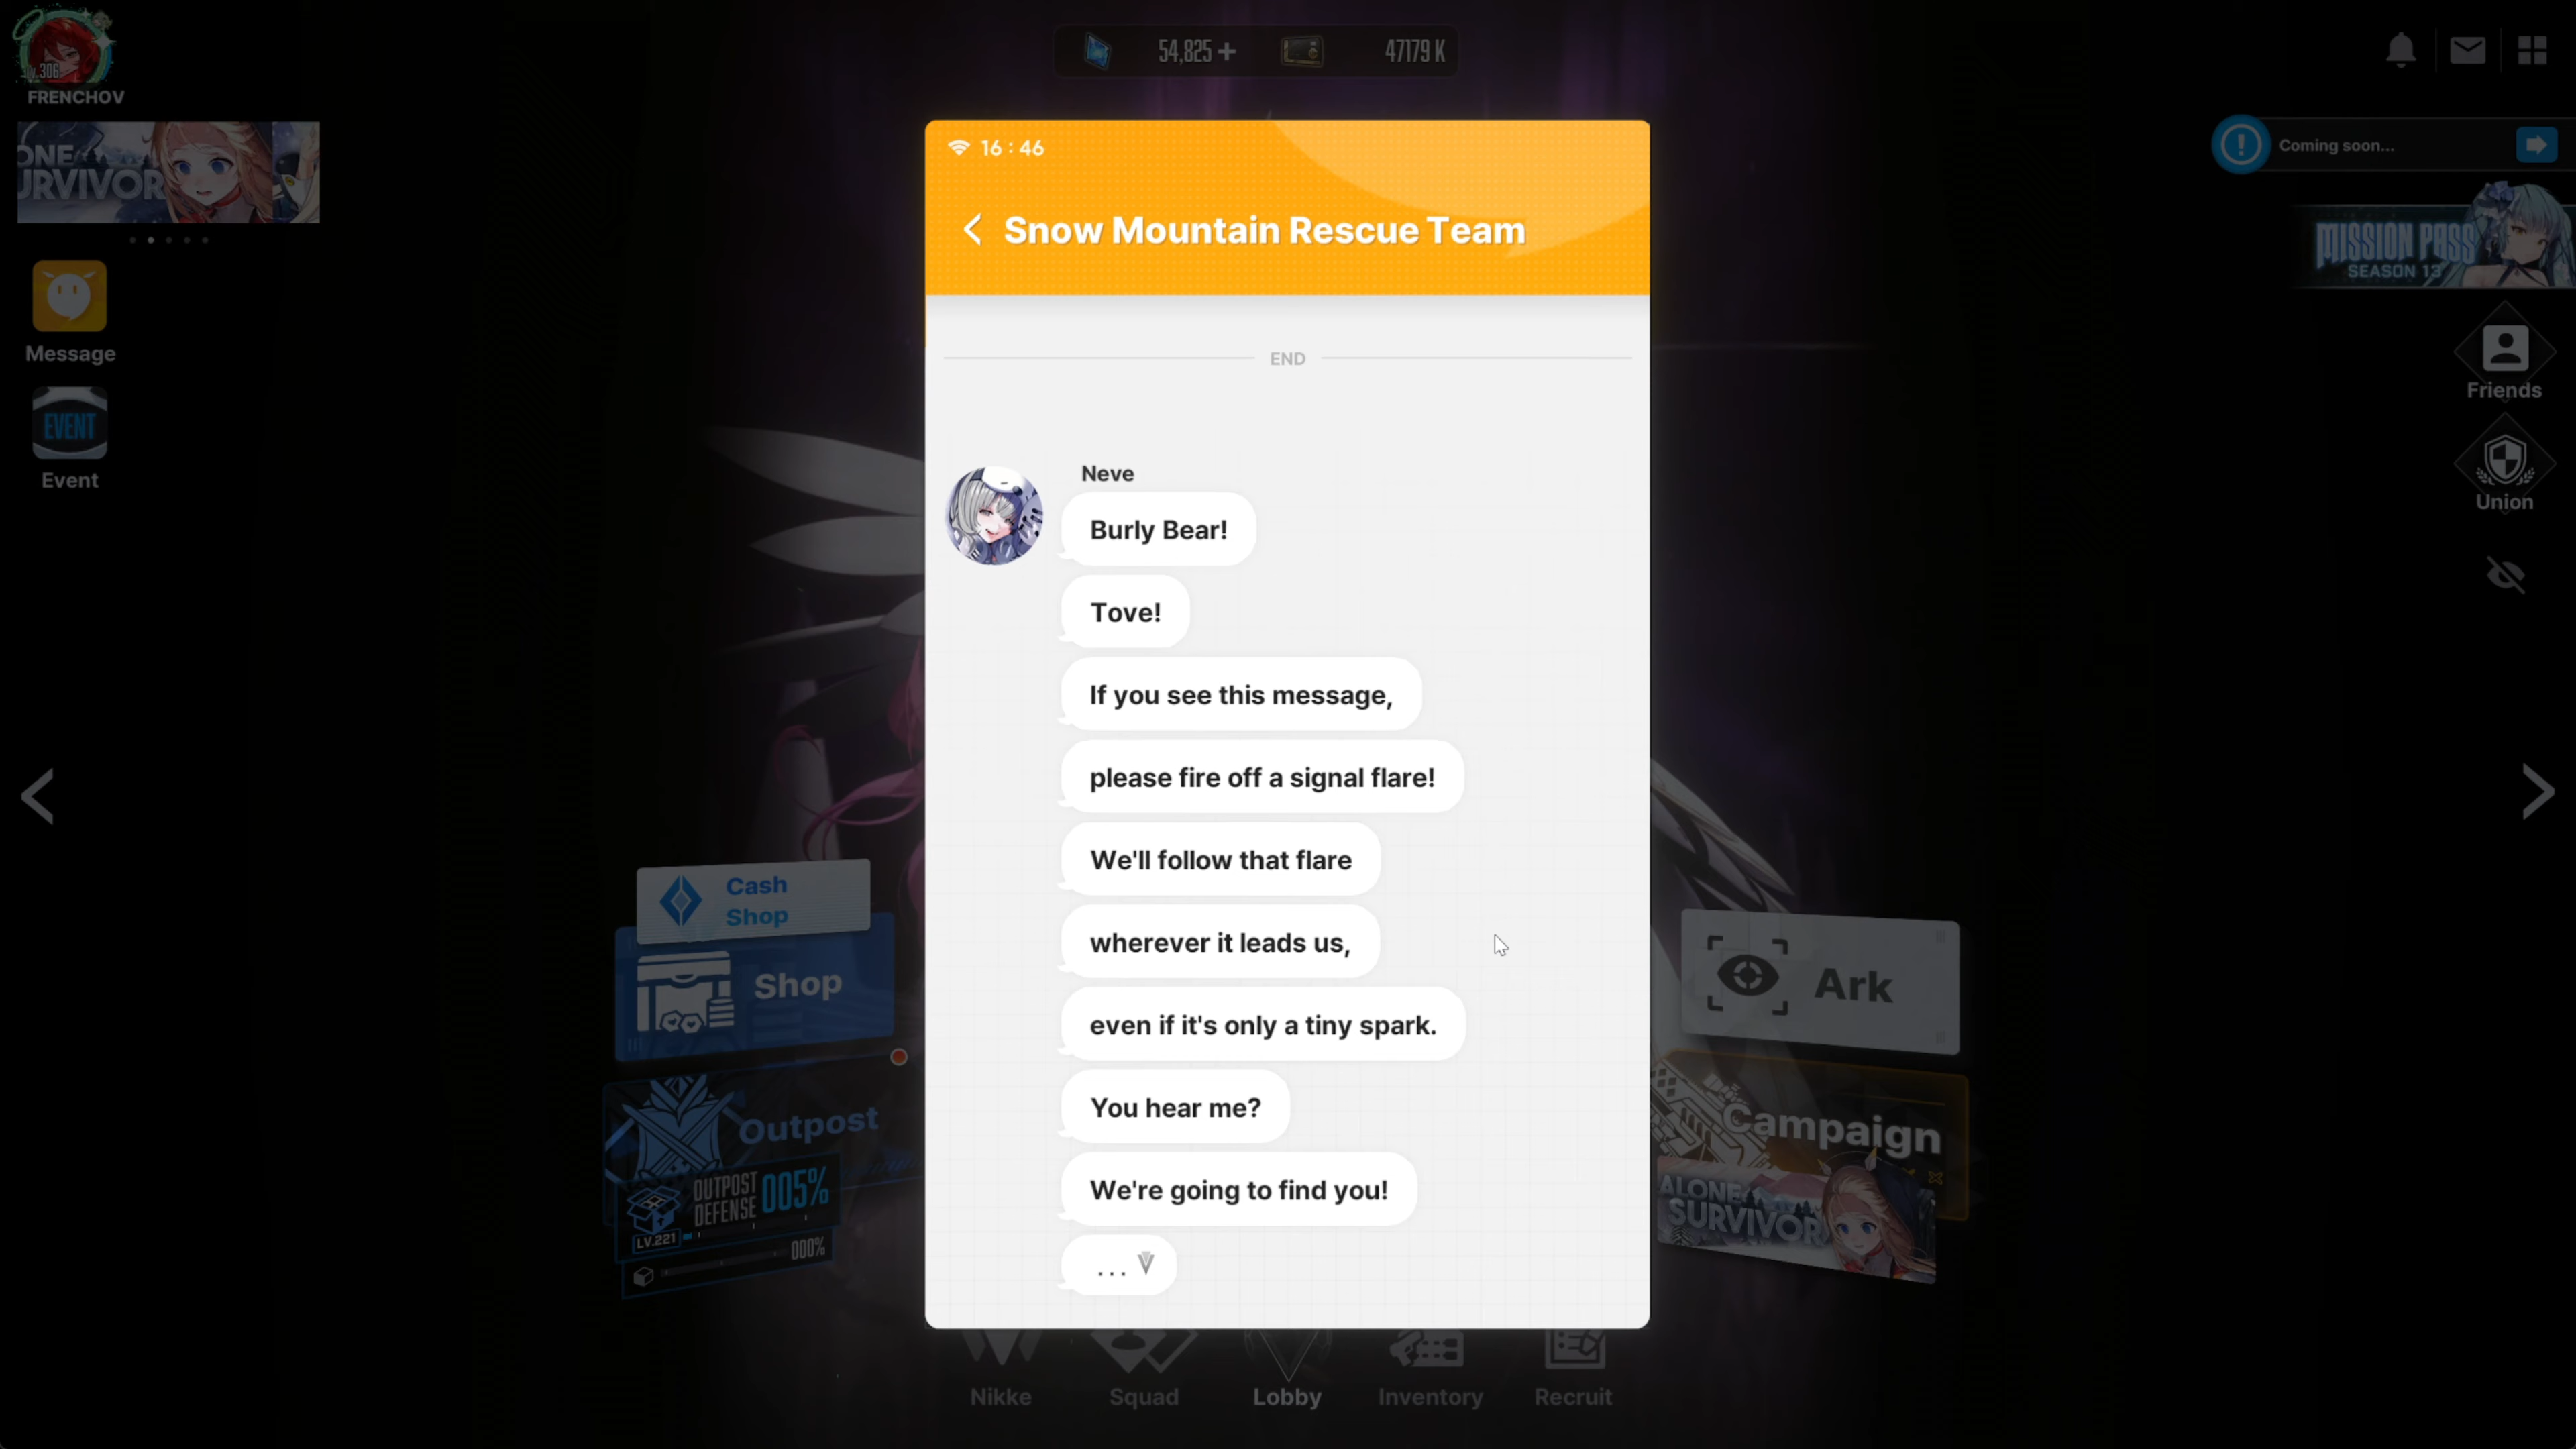 Lv.306
FRENCHOV
54,825 +
47179 K
ONE
URVIVOR
Message
EVENT
Event
Coming soon...
MISSION PASS
SEASON 13
Friends
Union
16 : 46
Snow Mountain Rescue Team
END
Neve
Burly Bear!
Tove!
If you see this message,
please fire off a signal flare!
We'll follow that flare
wherever it leads us,
even if it's only a tiny spark.
You hear me?
We're going to find you!
...
Cash
Shop
Shop
Outpost
OUTPOST
DEFENSE
005%
LV.221
000%
Ark
Campaign
ALONE
SURVIVOR
Nikke
Squad
Lobby
Inventory
Recruit